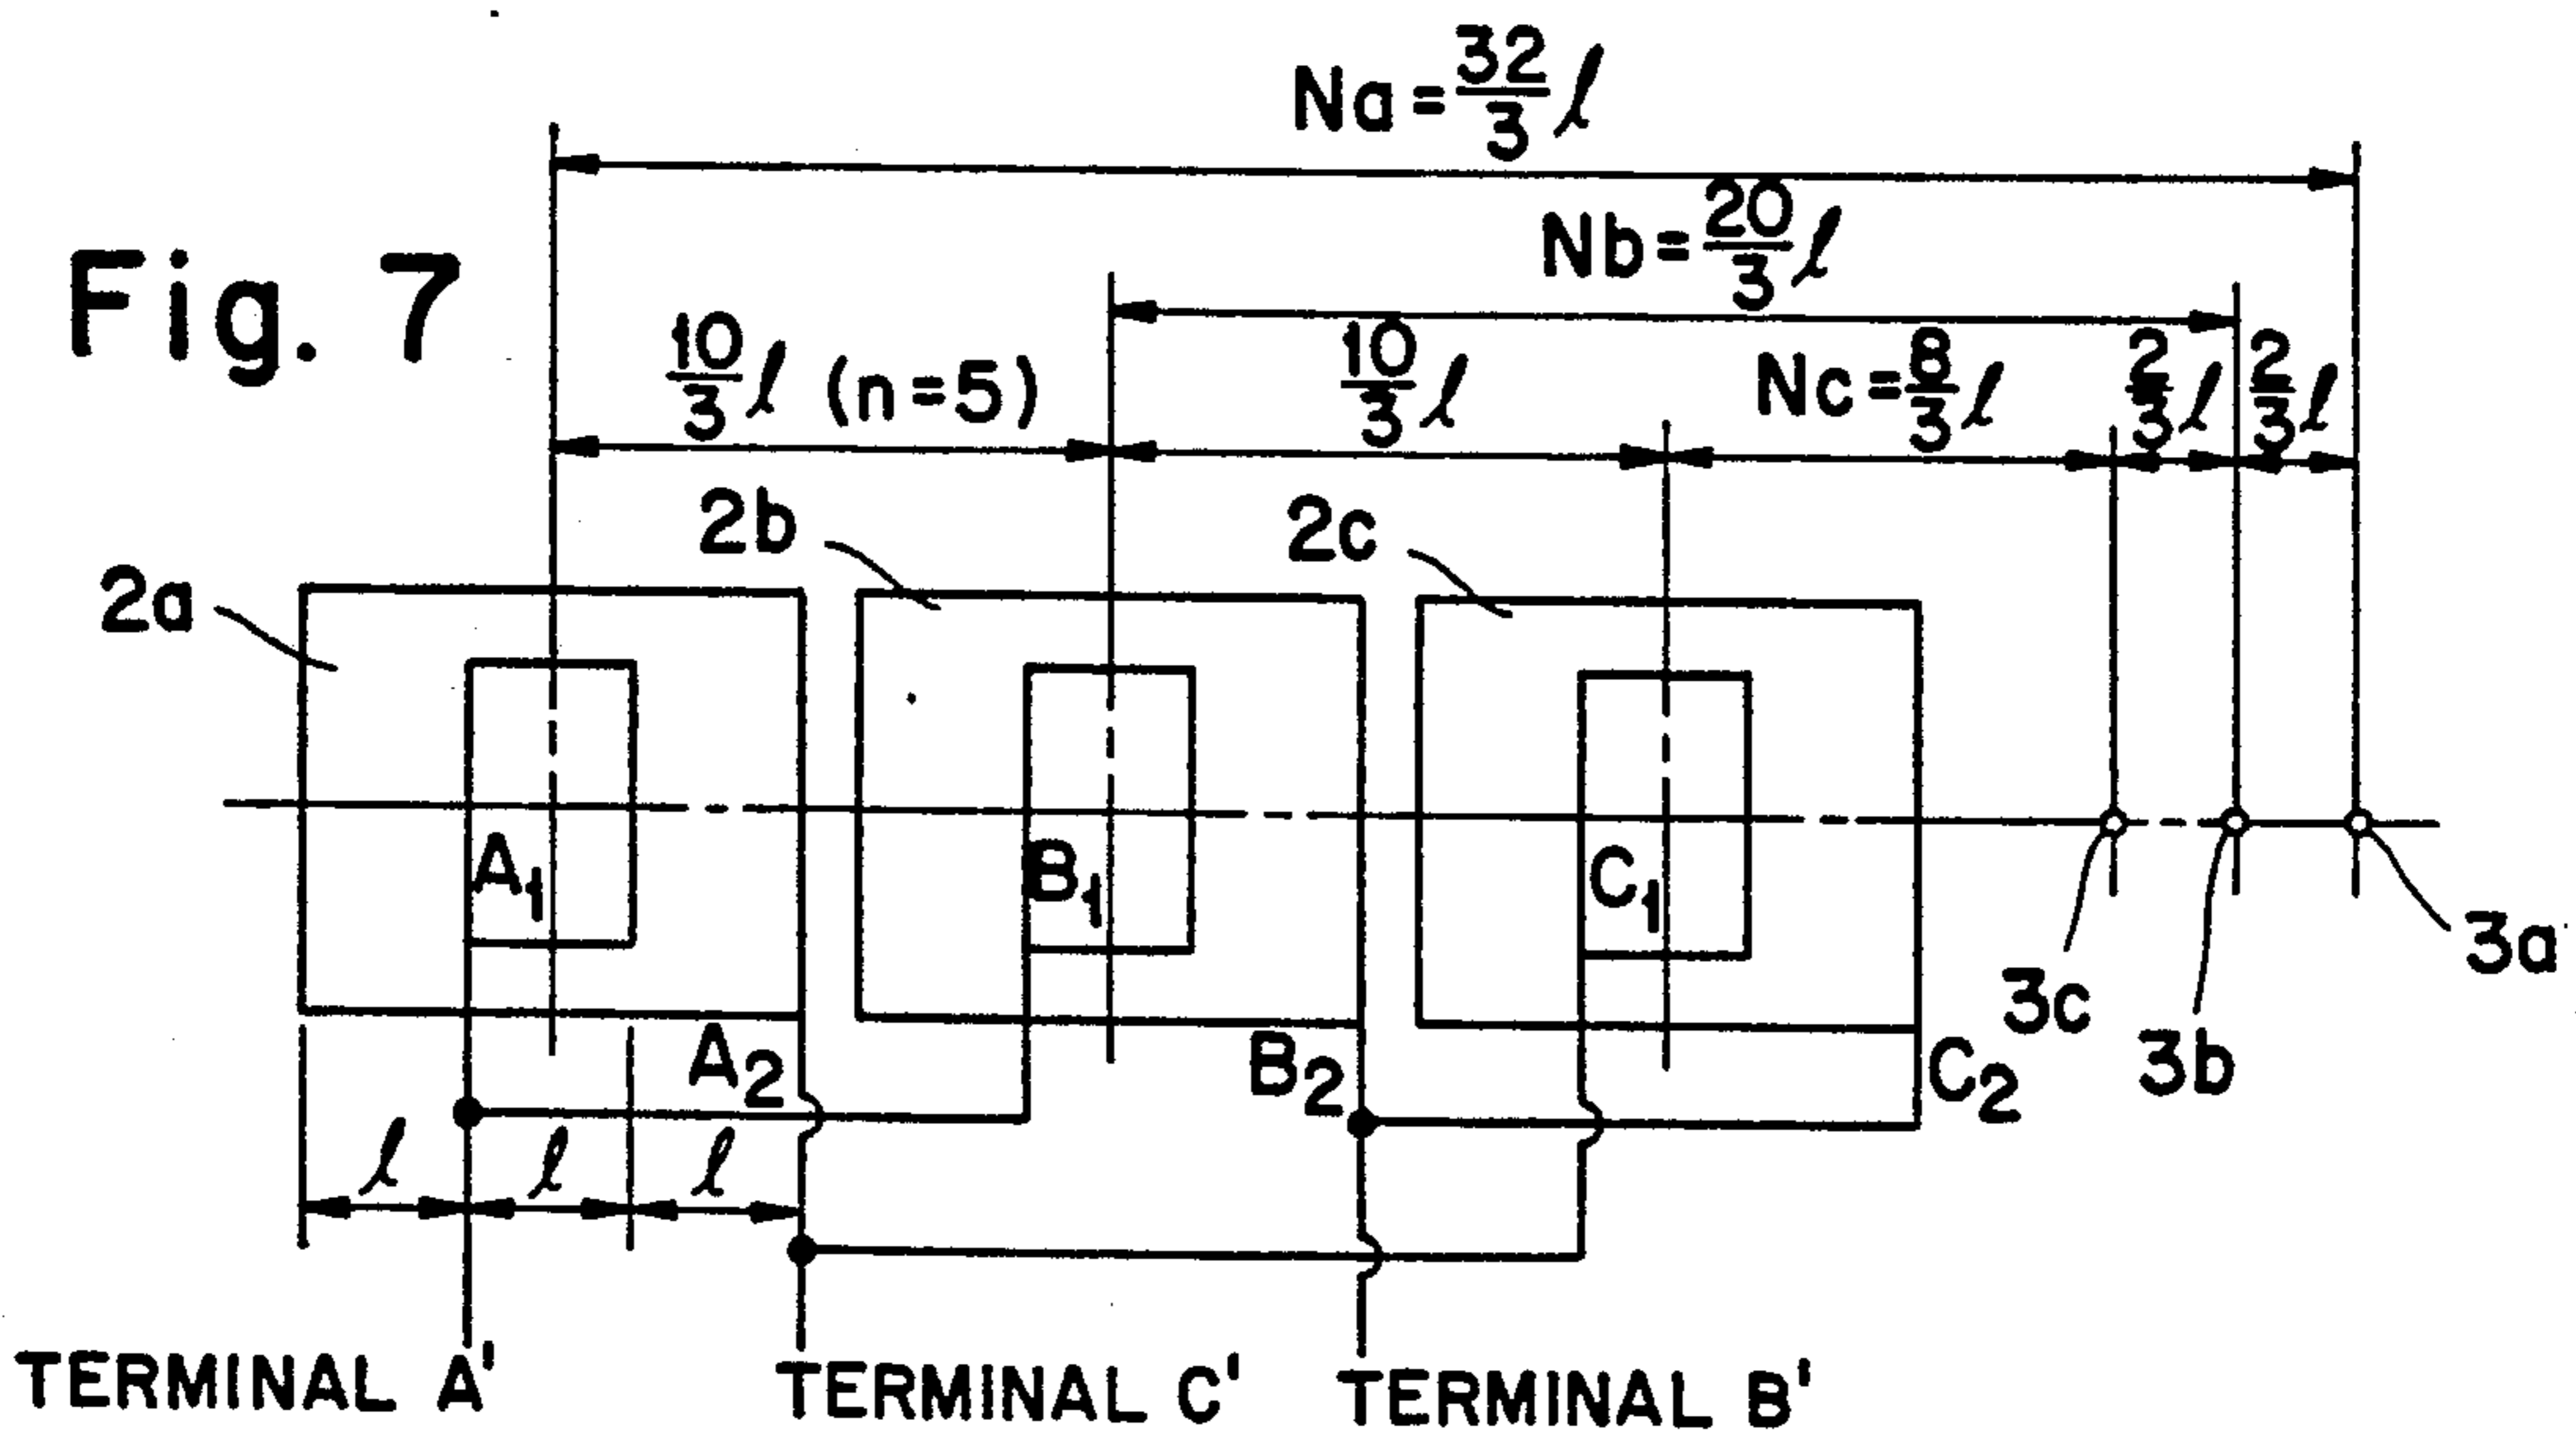 Fig. 7
Na = 32/3 ℓ
Nb = 20/3 ℓ
10/3 ℓ (n=5)
10/3 ℓ
Nc = 8/3 ℓ
2/3 ℓ
2/3 ℓ
2a
2b
2c
A₁
B₁
C₁
3a
3c
3b
A₂
B₂
C₂
ℓ
ℓ
ℓ
TERMINAL A'
TERMINAL C'
TERMINAL B'